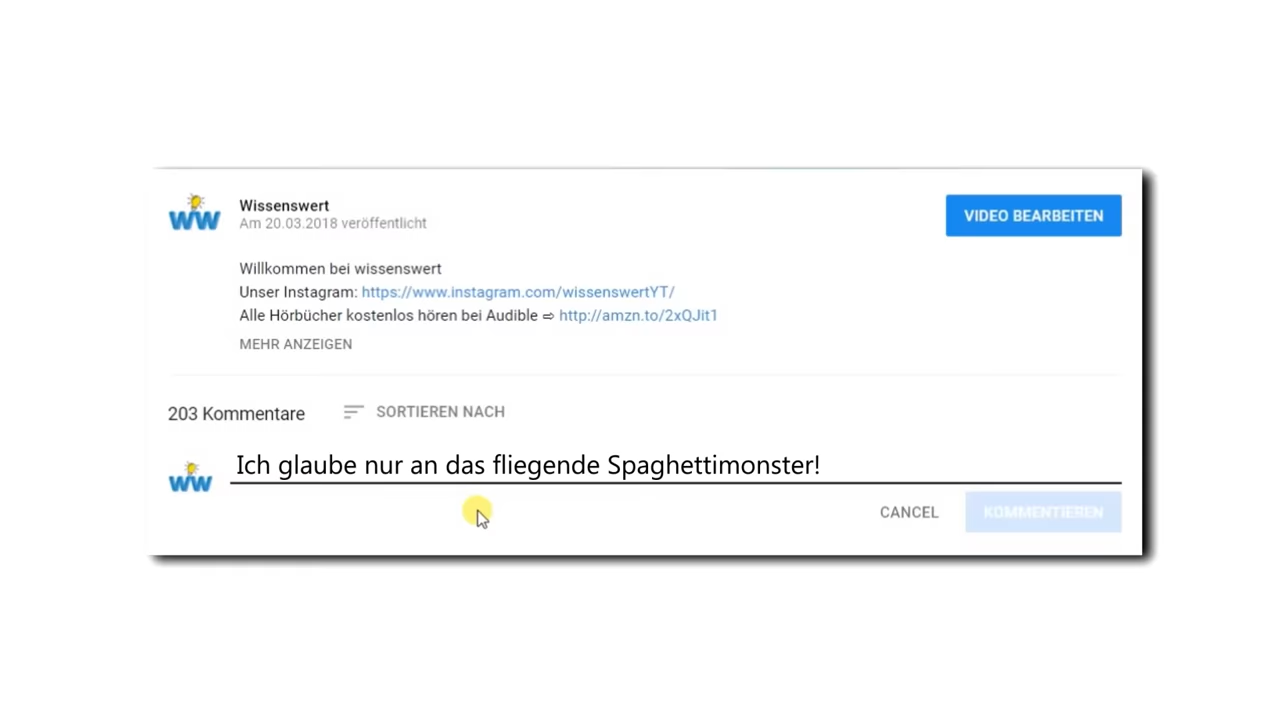 WW
Wissenswert
Am 20.03.2018 veröffentlicht
VIDEO BEARBEITEN
Willkommen bei wissenswert
Unser Instagram: https://www.instagram.com/wissenswertYT/
Alle Hörbücher kostenlos hören bei Audible ⇨ http://amzn.to/2xQJit1
MEHR ANZEIGEN
203 Kommentare
SORTIEREN NACH
WW
Ich glaube nur an das fliegende Spaghettimonster!
CANCEL
KOMMENTIEREN